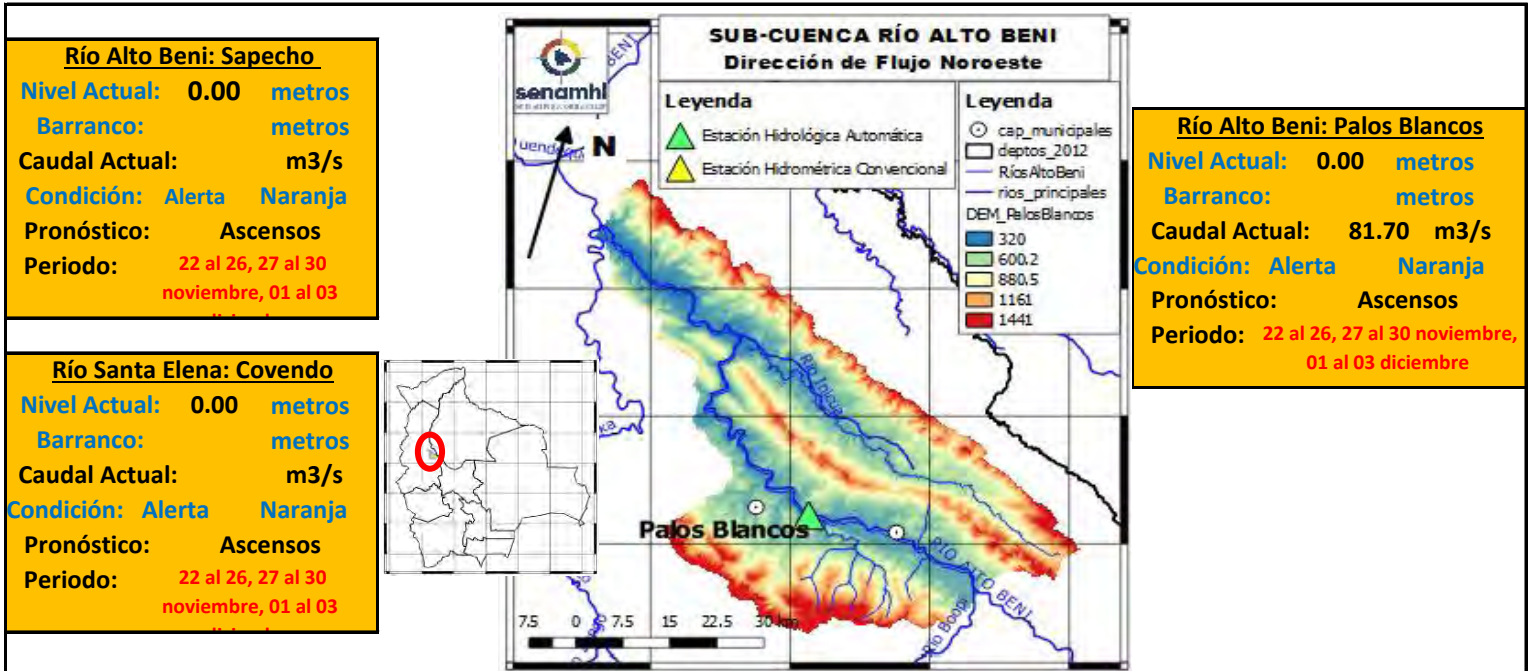 Río Alto Beni: Sapecho
Nivel Actual: 0.00 metros
Barranco: metros
Caudal Actual: m3/s
Condición: Alerta Naranja
Pronóstico: Ascensos
Periodo: 22 al 26, 27 al 30
noviembre, 01 al 03
Río Santa Elena: Covendo
Nivel Actual: 0.00 metros
Barranco: metros
Caudal Actual: m3/s
Condición: Alerta Naranja
Pronóstico: Ascensos
Periodo: 22 al 26, 27 al 30
noviembre, 01 al 03
senamhi
SUB-CUENCA RÍO ALTO BENI
Dirección de Flujo Noroeste
Leyenda
Estación Hidrológica Automática
Estación Hidrométrica Convencional
Leyenda
cap_municipales
deptos_2012
RíosAltoBeni
rios_principales
DEM_PalosBlancos
320
600.2
880.5
1161
1441
BENI
N
Palos Blancos
RÍO ALTO BENI
7.5 0 7.5 15 22.5 30 km
Río Alto Beni: Palos Blancos
Nivel Actual: 0.00 metros
Barranco: metros
Caudal Actual: 81.70 m3/s
Condición: Alerta Naranja
Pronóstico: Ascensos
Periodo: 22 al 26, 27 al 30 noviembre,
01 al 03 diciembre